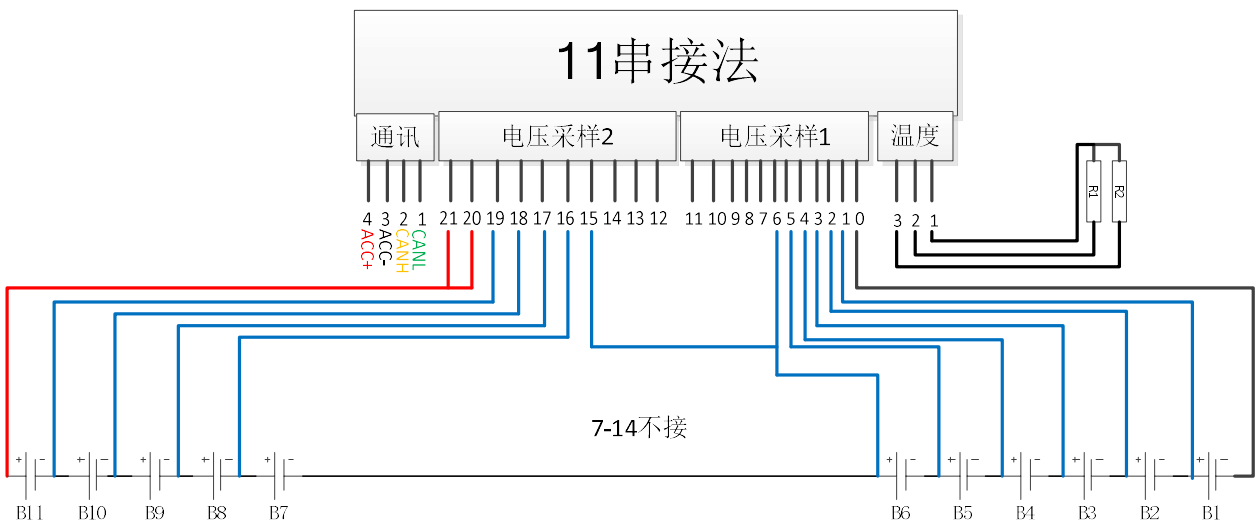 11串接法
通讯 电压采样2 电压采样1 温度
4 3 2 1 21 20 19 18 17 16 15 14 13 12 11 10 9 8 7 6 5 4 3 2 1 0 3 2 1
ACC+ ACC- CANH CANL
R1 R2
7-14不接
+ - + - + - + - + - + - + - + - + - + - + -
B11 B10 B9 B8 B7 B6 B5 B4 B3 B2 B1